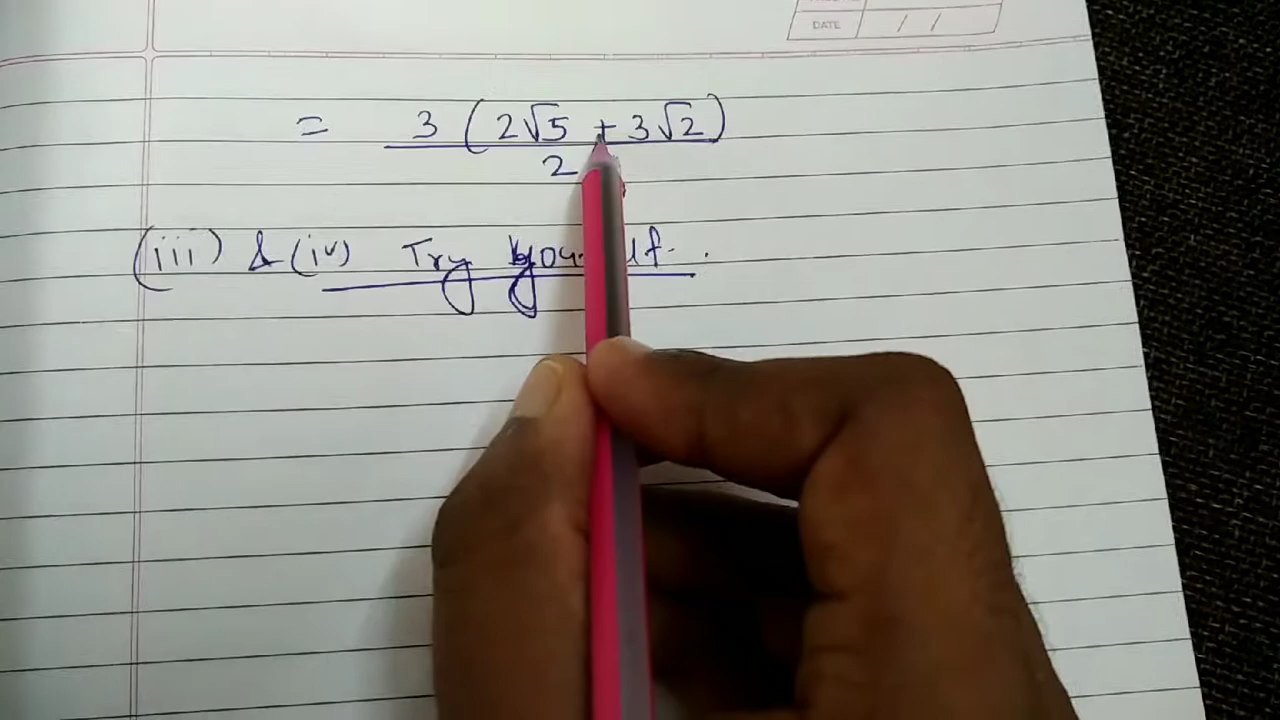 DATE / /
= 3 (2√5 + 3√2)
2
(iii) & (iv) Try